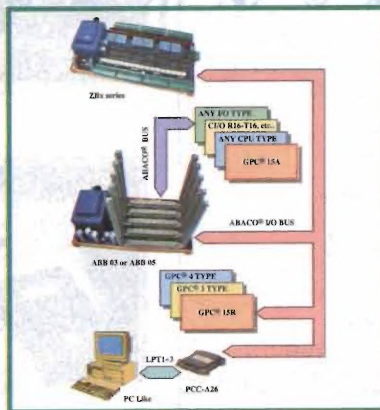 ZBx series
ABACO® BUS
ANY I/O TYPE
CI/O R16-T16, etc..
ANY CPU TYPE
GPC® 15A
ABACO® I/O BUS
ABB 03 or ABB 05
GPC® 4 TYPE
GPC® 3 TYPE
GPC® 15R
LPT1÷3
PC Like
PCC-A26